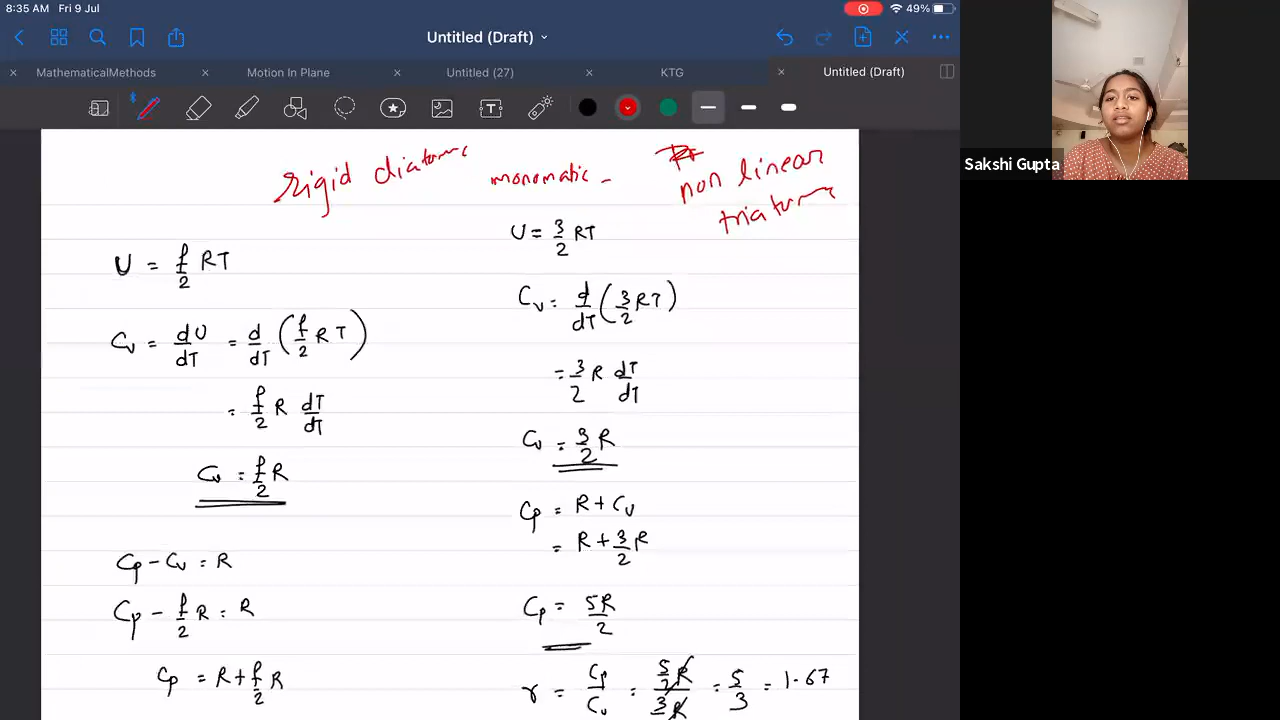 8:35 AM Fri 9 Jul
49%
Untitled (Draft)
MathematicalMethods
Motion In Plane
Untitled (27)
KTG
Untitled (Draft)
Sakshi Gupta
rigid diatomic
monomatic -
non linear
triatomic
U = f/2 RT
Cv = dU/dT = d/dT (f/2 R T)
= f/2 R dT/dT
Cv = f/2 R
Cp - Cv = R
Cp - f/2 R = R
Cp = R + f/2 R
U = 3/2 RT
Cv = d/dT (3/2 RT)
= 3/2 R dT/dT
Cv = 3/2 R
Cp = R + Cv
= R + 3/2 R
Cp = 5R/2
γ = Cp/Cv = 5/2 R / 3/2 R = 5/3 = 1.67